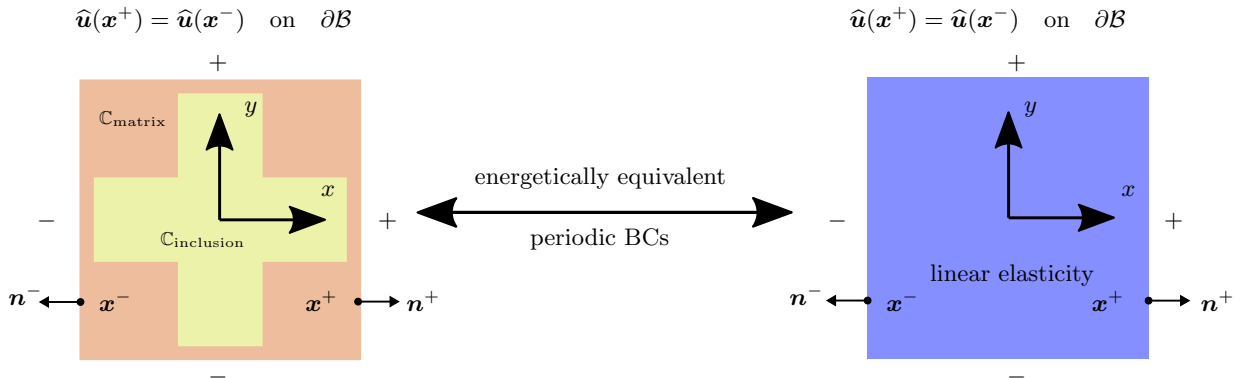 û(x⁺) = û(x⁻) on ∂ℬ
+
ℂmatrix
y
x
ℂinclusion
−
+
n⁻
x⁻
x⁺
n⁺
−
energetically equivalent
periodic BCs
û(x⁺) = û(x⁻) on ∂ℬ
+
y
x
−
+
linear elasticity
n⁻
x⁻
x⁺
n⁺
−